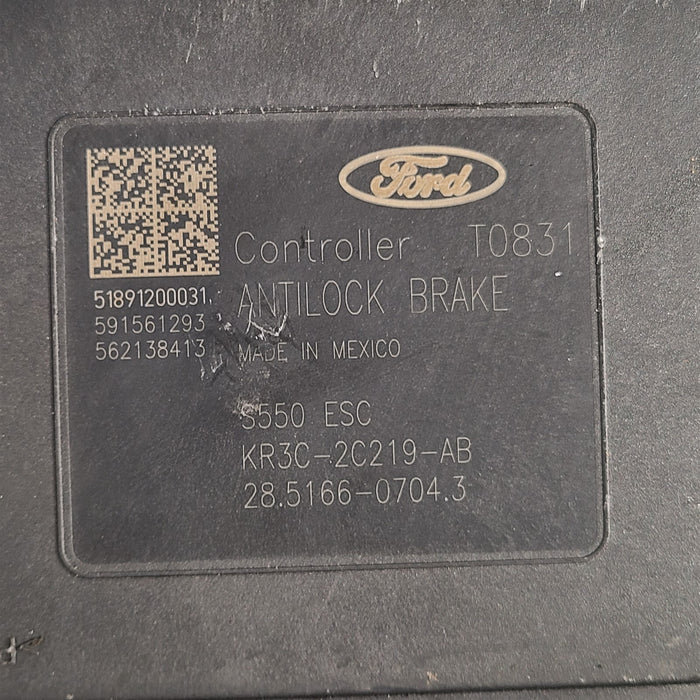 Ford
Controller T0831
51891200031
ANTILOCK BRAKE
591561293
562138413
MADE IN MEXICO
S550 ESC
KR3C-2C219-AB
28.5166-0704.3